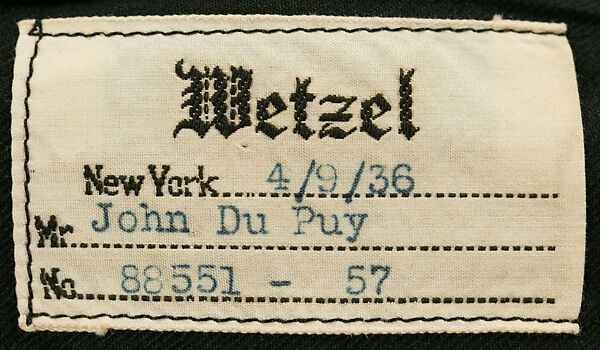 Wetzel
New York 4/9/36
Mr. John Du Puy
No. 88551 - 57